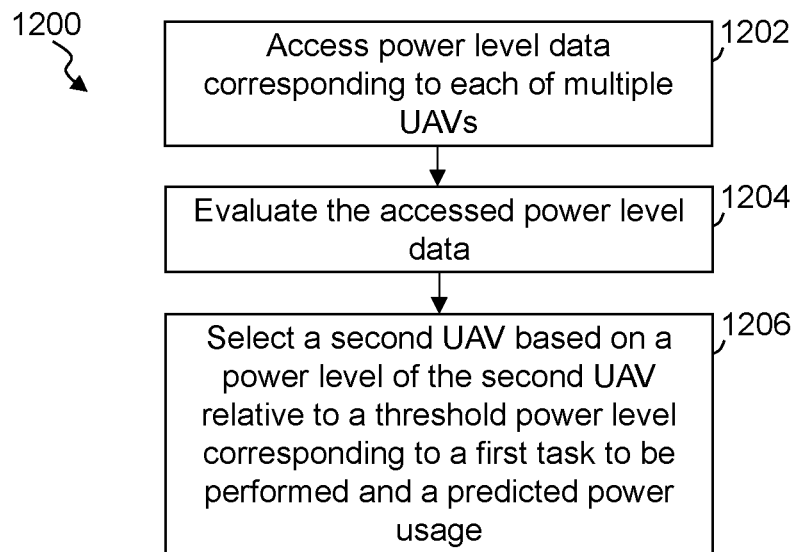 1200
Access power level data
corresponding to each of multiple
UAVs
1202
Evaluate the accessed power level
data
1204
Select a second UAV based on a
power level of the second UAV
relative to a threshold power level
corresponding to a first task to be
performed and a predicted power
usage
1206